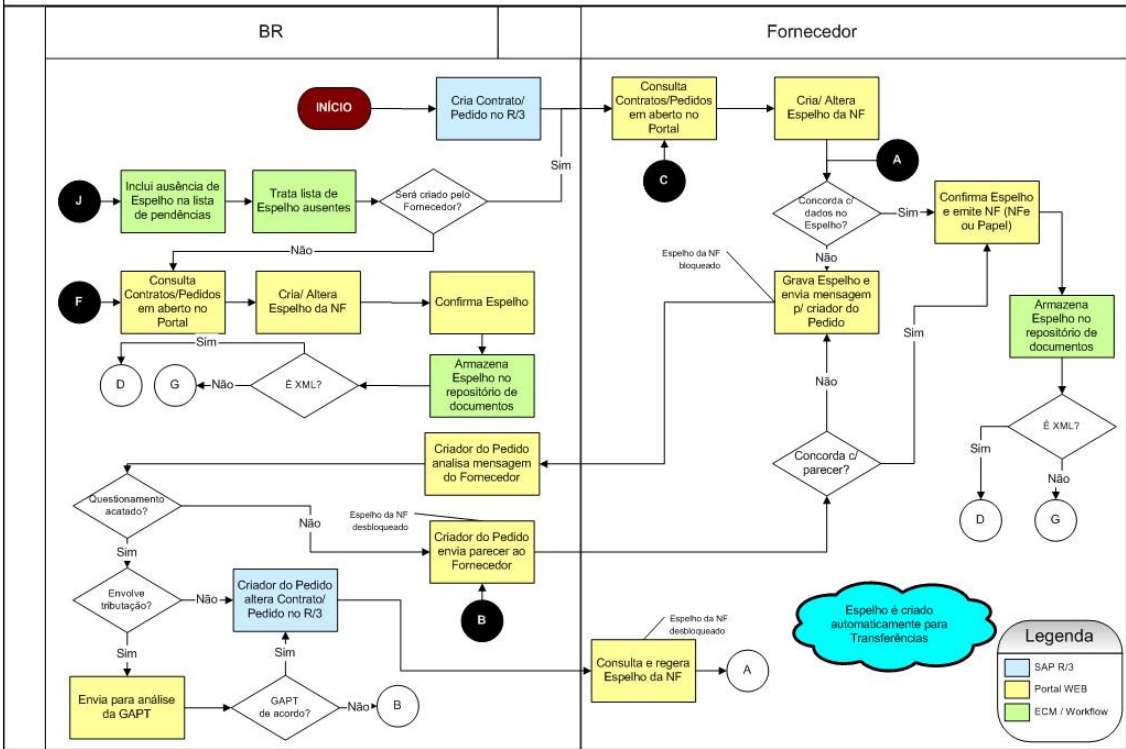 BR
Fornecedor
INÍCIO
Cria Contrato/
Pedido no R/3
Consulta
Contratos/Pedidos
em aberto no
Portal
Cria/ Altera
Espelho da NF
C
A
Sim
J
Inclui ausência de
Espelho na lista
de pendências
Trata lista de
Espelho ausentes
Será criado pelo
Fornecedor?
Não
Concorda c/
dados no
Espelho?
Sim
Confirma Espelho
e emite NF (NFe
ou Papel)
Não
Espelho da NF
bloqueado
Grava Espelho e
envia mensagem
p/ criador do
Pedido
F
Consulta
Contratos/Pedidos
em aberto no
Portal
Cria/ Altera
Espelho da NF
Confirma Espelho
Armazena
Espelho no
repositório de
documentos
Sim
Sim
D
G
Não
É XML?
Armazena
Espelho no
repositório de
documentos
Não
É XML?
Criador do Pedido
analisa mensagem
do Fornecedor
Concorda c/
parecer?
Sim
Não
D
G
Questionamento
acatado?
Não
Espelho da NF
desbloqueado
Criador do Pedido
envia parecer ao
Fornecedor
Sim
Envolve
tributação?
Não
Criador do Pedido
altera Contrato/
Pedido no R/3
B
Sim
Sim
Envia para análise
da GAPT
GAPT
de acordo?
Não
B
Espelho da NF
desbloqueado
Consulta e regera
Espelho da NF
A
Espelho é criado
automaticamente para
Transferências
Legenda
SAP R/3
Portal WEB
ECM / Workflow